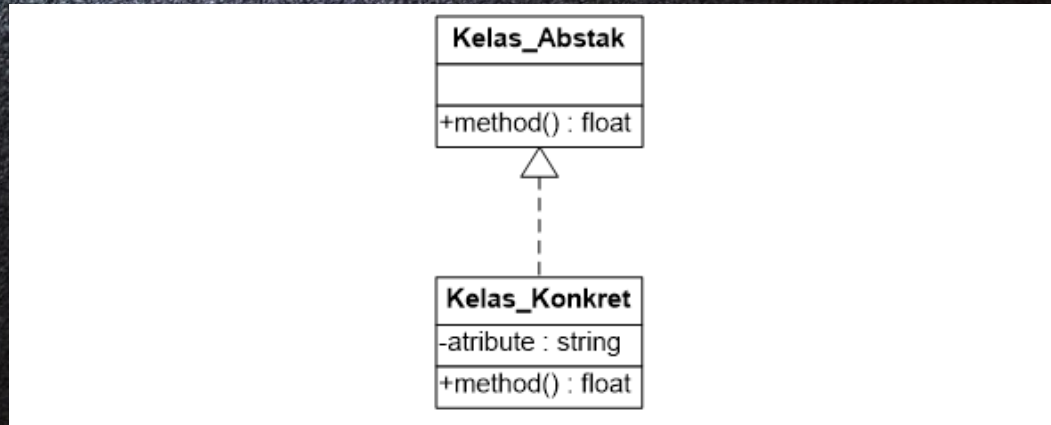 Kelas_Abstak
+method() : float
Kelas_Konkret
-atribute : string
+method() : float